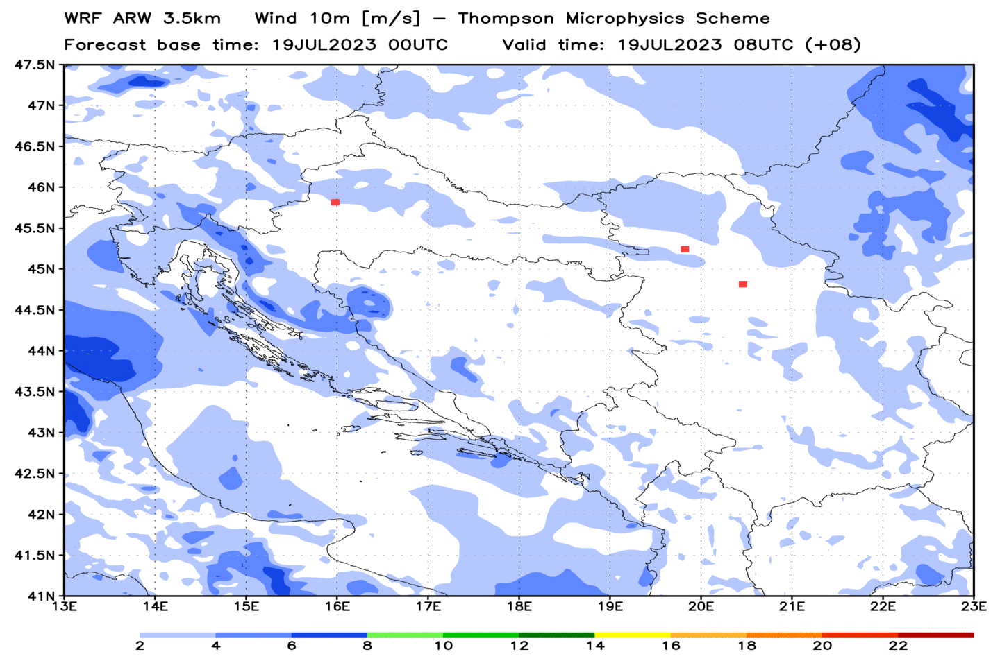 WRF ARW 3.5km Wind 10m [m/s] – Thompson Microphysics Scheme
Forecast base time: 19JUL2023 00UTC Valid time: 19JUL2023 08UTC (+08)
47.5N
47N
46.5N
46N
45.5N
45N
44.5N
44N
43.5N
43N
42.5N
42N
41.5N
41N
13E 14E 15E 16E 17E 18E 19E 20E 21E 22E 23E
2 4 6 8 10 12 14 16 18 20 22